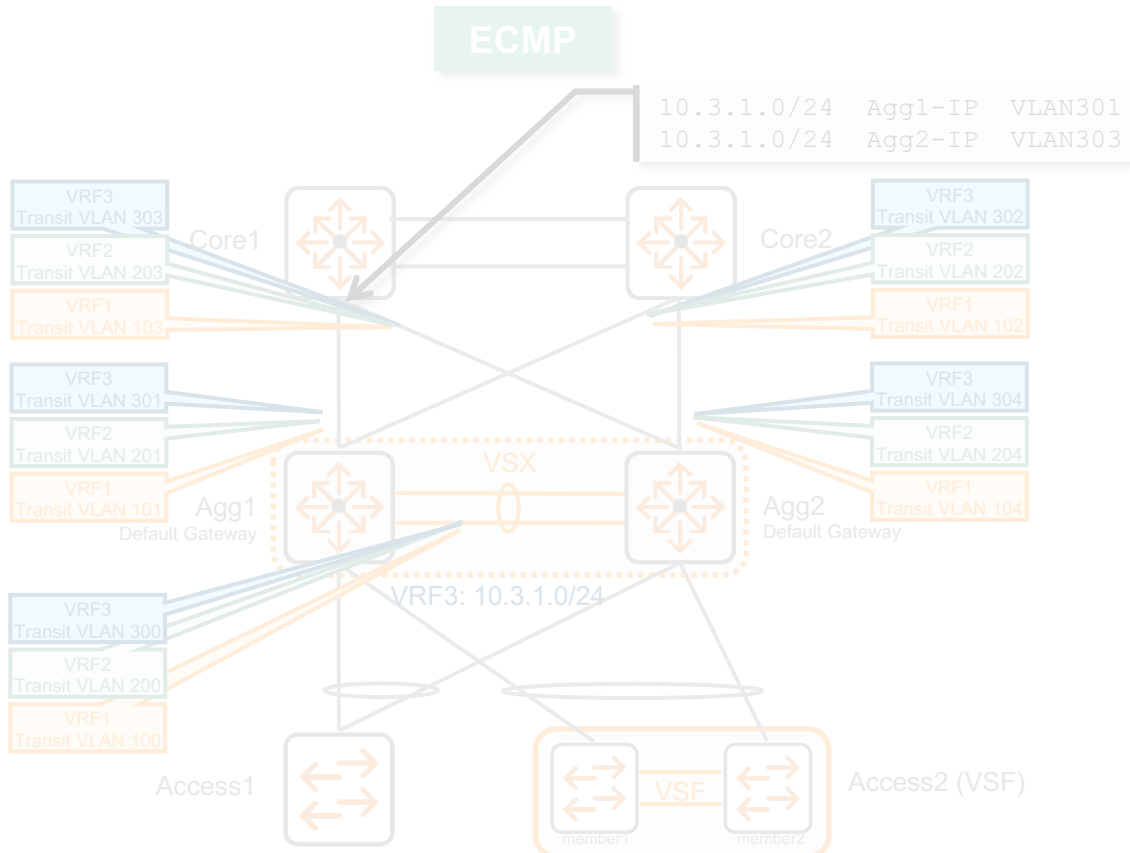 ECMP
10.3.1.0/24 Agg1-IP VLAN301
10.3.1.0/24 Agg2-IP VLAN303
VRF3
Transit VLAN 303
VRF2
Transit VLAN 203
VRF1
Transit VLAN 103
Core1
Core2
VRF3
Transit VLAN 302
VRF2
Transit VLAN 202
VRF1
Transit VLAN 102
VRF3
Transit VLAN 301
VRF2
Transit VLAN 201
VRF1
Transit VLAN 101
VRF3
Transit VLAN 304
VRF2
Transit VLAN 204
VRF1
Transit VLAN 104
VSX
Agg1
Default Gateway
Agg2
Default Gateway
VRF3: 10.3.1.0/24
VRF3
Transit VLAN 300
VRF2
Transit VLAN 200
VRF1
Transit VLAN 100
Access1
VSF
member1
member2
Access2 (VSF)